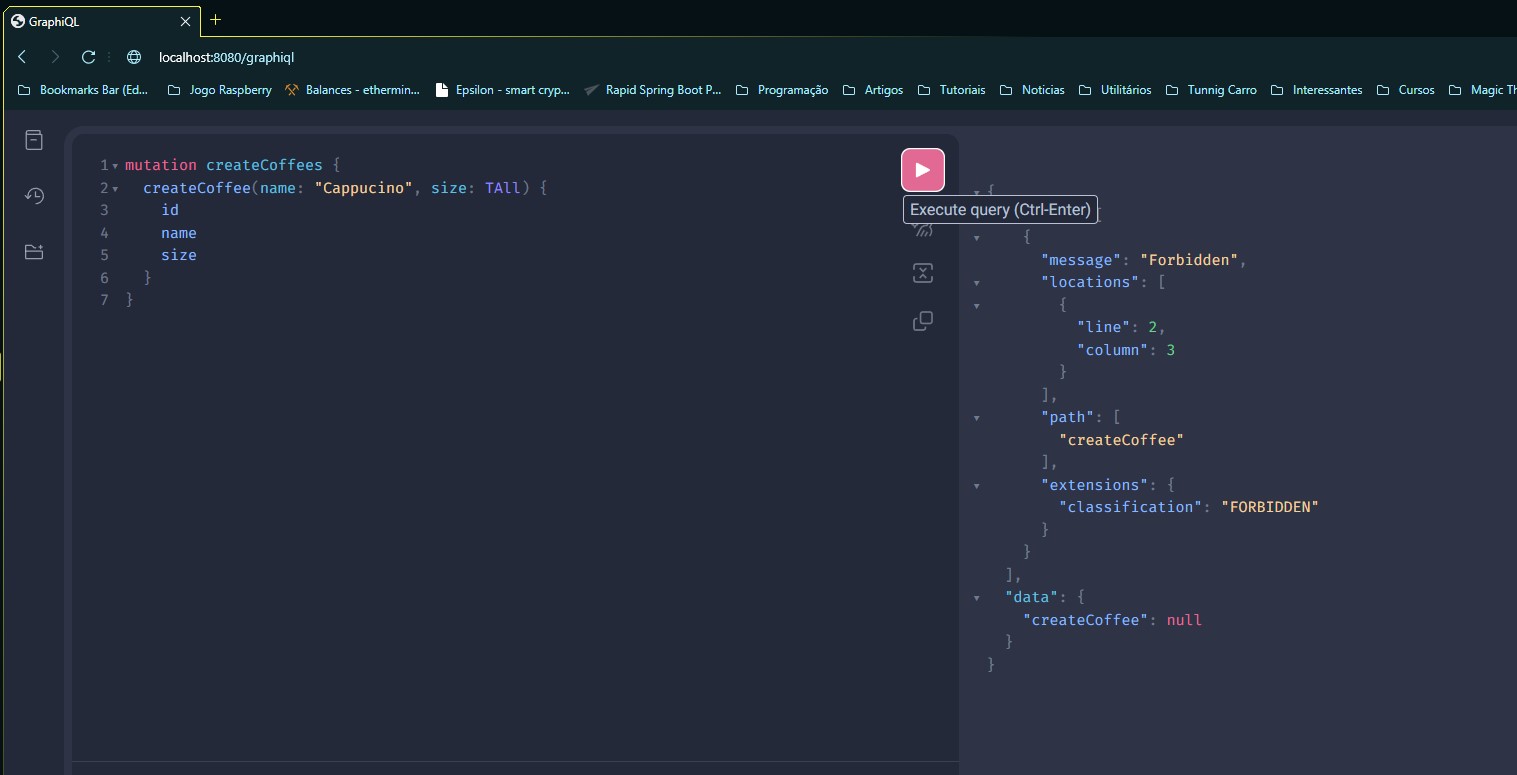 GraphiQL
localhost:8080/graphiql
Bookmarks Bar (Ed... Jogo Raspberry Balances - ethermin... Epsilon - smart cryp... Rapid Spring Boot P... Programação Artigos Tutoriais Noticias Utilitários Tunnig Carro Interessantes Cursos Magic Th
1 mutation createCoffees {
2 createCoffee(name: "Cappucino", size: TAll) {
3 id
4 name
5 size
6 }
7 }
Execute query (Ctrl-Enter)
{
[
{
"message": "Forbidden",
"locations": [
{
"line": 2,
"column": 3
}
],
"path": [
"createCoffee"
],
"extensions": {
"classification": "FORBIDDEN"
}
}
],
"data": {
"createCoffee": null
}
}